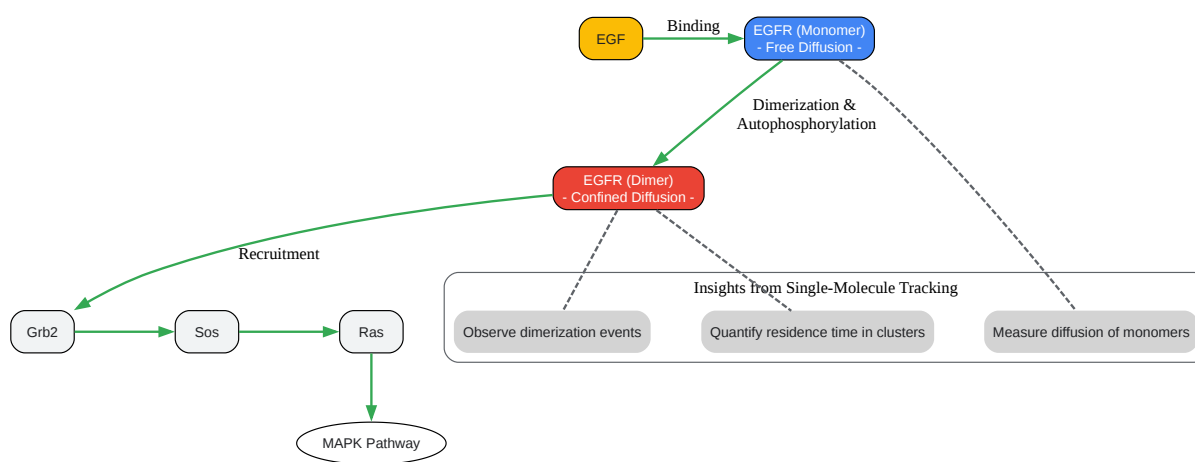 Binding
EGF
EGFR (Monomer)
- Free Diffusion -
Dimerization &
Autophosphorylation
EGFR (Dimer)
- Confined Diffusion -
Recruitment
Insights from Single-Molecule Tracking
Grb2
Sos
Ras
Observe dimerization events
Quantify residence time in clusters
Measure diffusion of monomers
MAPK Pathway